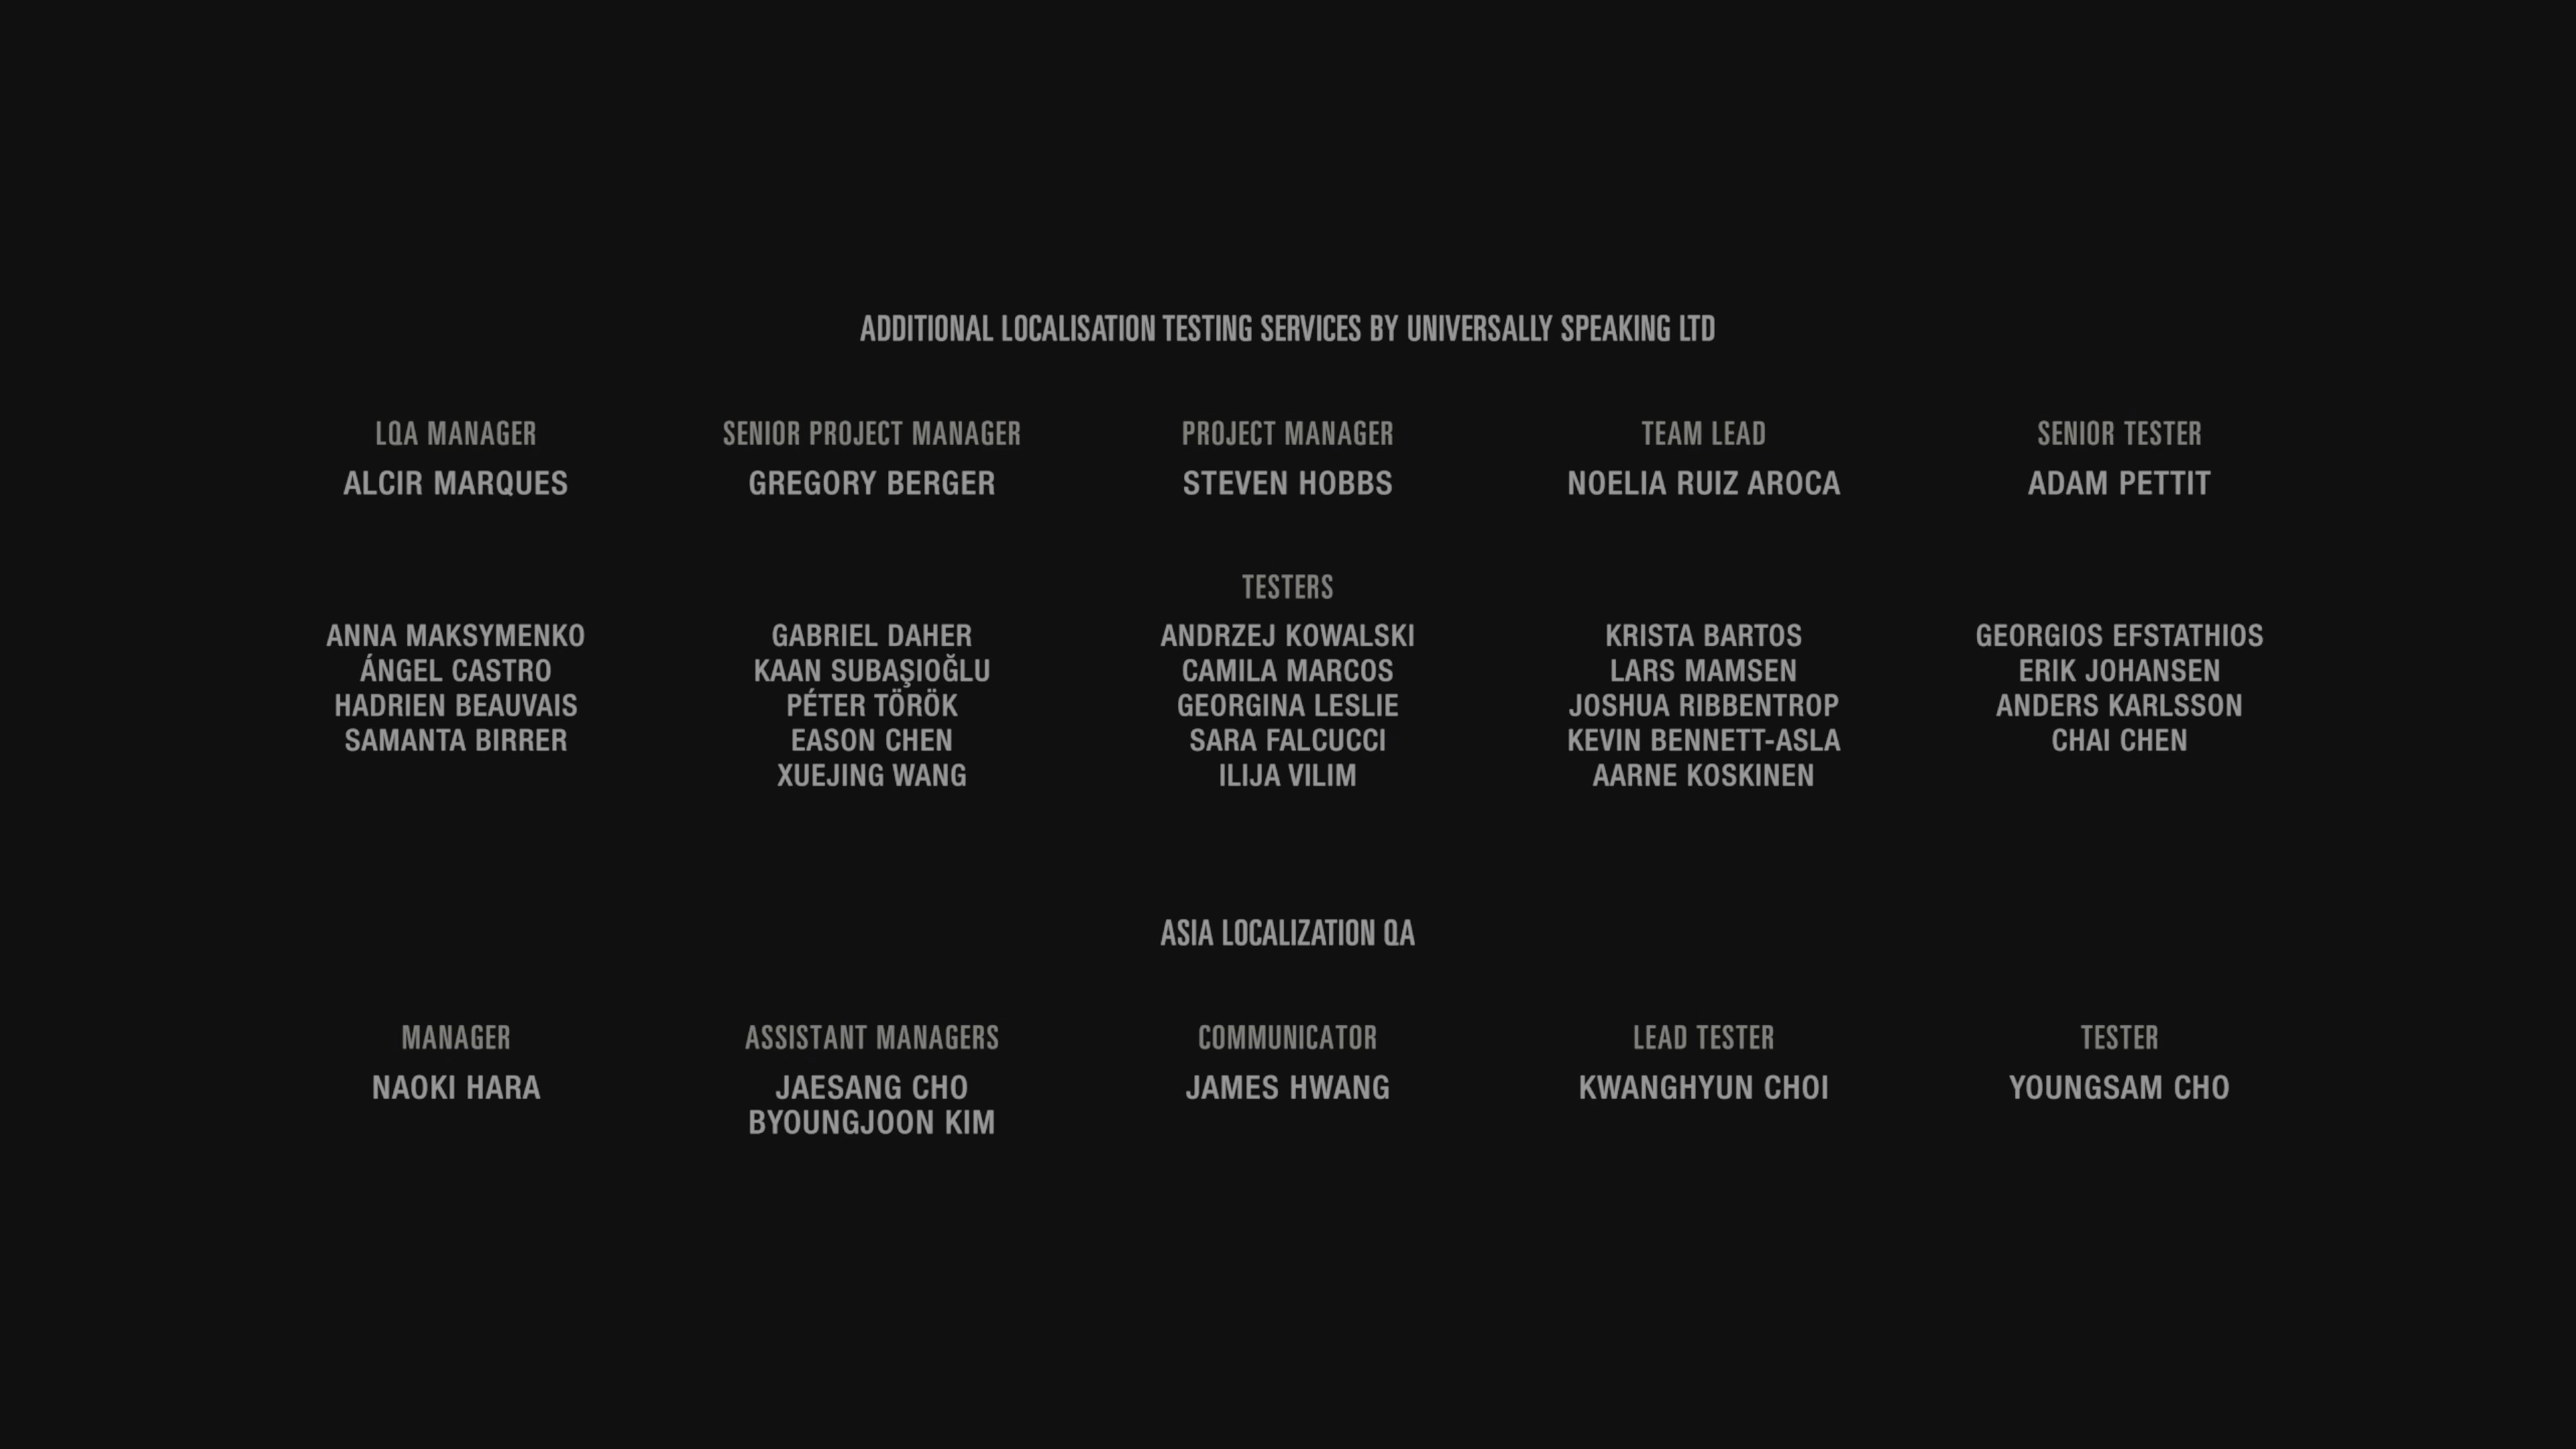 ADDITIONAL LOCALISATION TESTING SERVICES BY UNIVERSALLY SPEAKING LTD
LQA MANAGER
ALCIR MARQUES
SENIOR PROJECT MANAGER
GREGORY BERGER
PROJECT MANAGER
STEVEN HOBBS
TEAM LEAD
NOELIA RUIZ AROCA
SENIOR TESTER
ADAM PETTIT
TESTERS
ANNA MAKSYMENKO
ÁNGEL CASTRO
HADRIEN BEAUVAIS
SAMANTA BIRRER
GABRIEL DAHER
KAAN SUBAŞIOĞLU
PÉTER TÖRÖK
EASON CHEN
XUEJING WANG
ANDRZEJ KOWALSKI
CAMILA MARCOS
GEORGINA LESLIE
SARA FALCUCCI
ILIJA VILIM
KRISTA BARTOS
LARS MAMSEN
JOSHUA RIBBENTROP
KEVIN BENNETT-ASLA
AARNE KOSKINEN
GEORGIOS EFSTATHIOS
ERIK JOHANSEN
ANDERS KARLSSON
CHAI CHEN
ASIA LOCALIZATION QA
MANAGER
NAOKI HARA
ASSISTANT MANAGERS
JAESANG CHO
BYOUNGJOON KIM
COMMUNICATOR
JAMES HWANG
LEAD TESTER
KWANGHYUN CHOI
TESTER
YOUNGSAM CHO